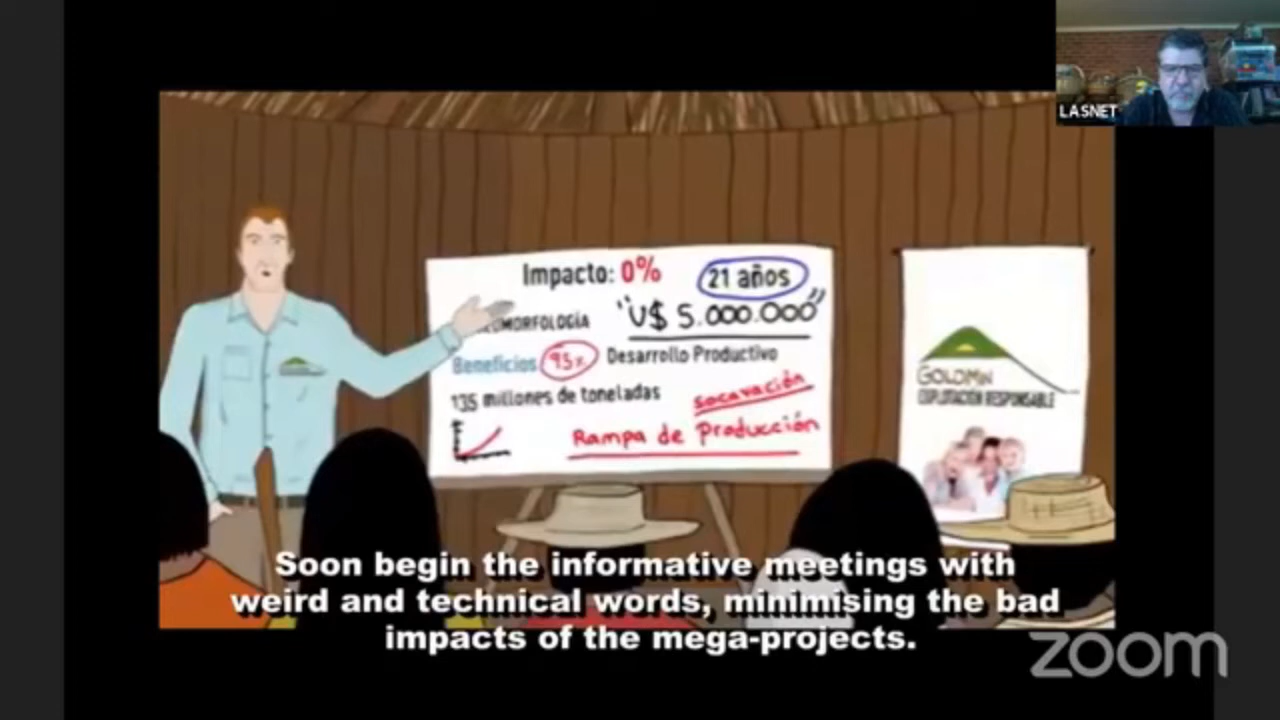 LASNET
Impacto: 0%
21 años
"U$ 5.000.000"
Beneficios 95%
Desarrollo Productivo
135 millones de toneladas
socavación
Rampa de Producción
GOLDMIN
EXPLOTACIÓN RESPONSABLE
Soon begin the informative meetings with
weird and technical words, minimising the bad
impacts of the mega-projects.
zoom